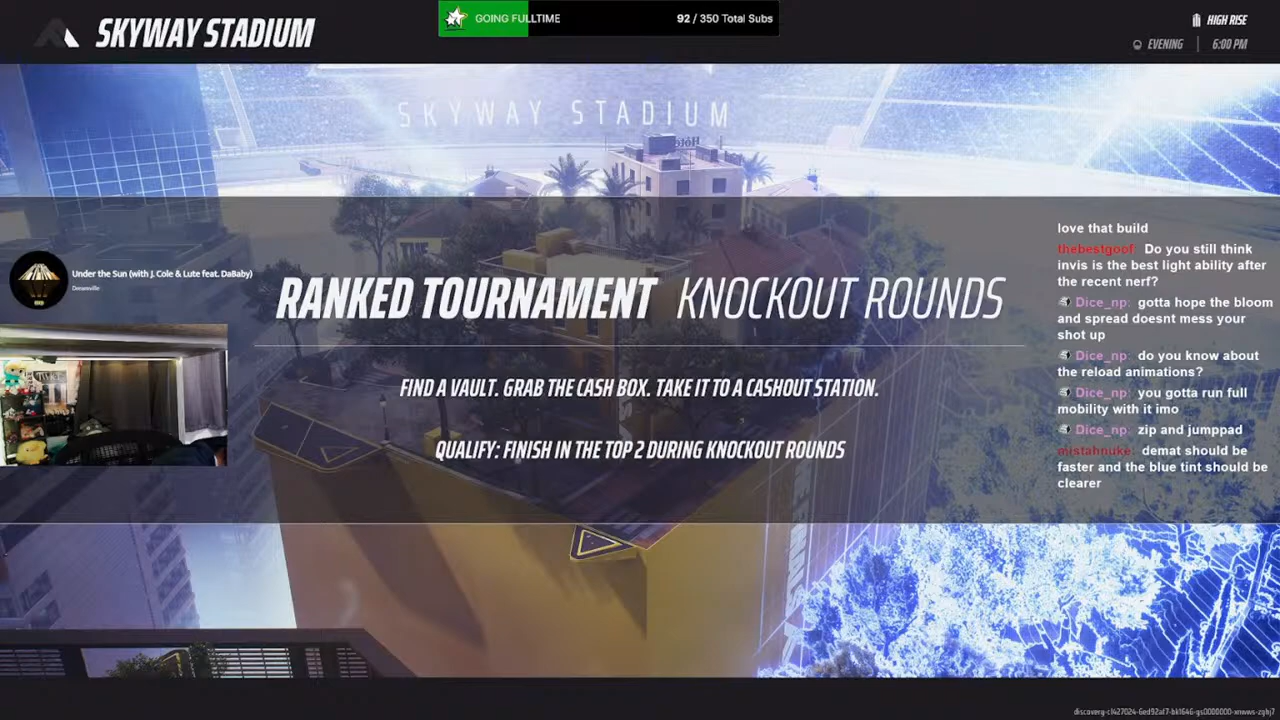 SKYWAY STADIUM
GOING FULLTIME
92 / 350 Total Subs
HIGH RISE
EVENING | 6:00 PM
SKYWAY STADIUM
Hotel
Under the Sun (with J. Cole & Lute feat. DaBaby)
Dreamville
RANKED TOURNAMENT KNOCKOUT ROUNDS
FIND A VAULT. GRAB THE CASH BOX. TAKE IT TO A CASHOUT STATION.
QUALIFY: FINISH IN THE TOP 2 DURING KNOCKOUT ROUNDS
love that build
thebestgoof: Do you still think
invis is the best light ability after
the recent nerf?
Dice_np: gotta hope the bloom
and spread doesnt mess your
shot up
Dice_np: do you know about
the reload animations?
Dice_np: you gotta run full
mobility with it imo
Dice_np: zip and jumppad
mistahnuke: demat should be
faster and the blue tint should be
clearer